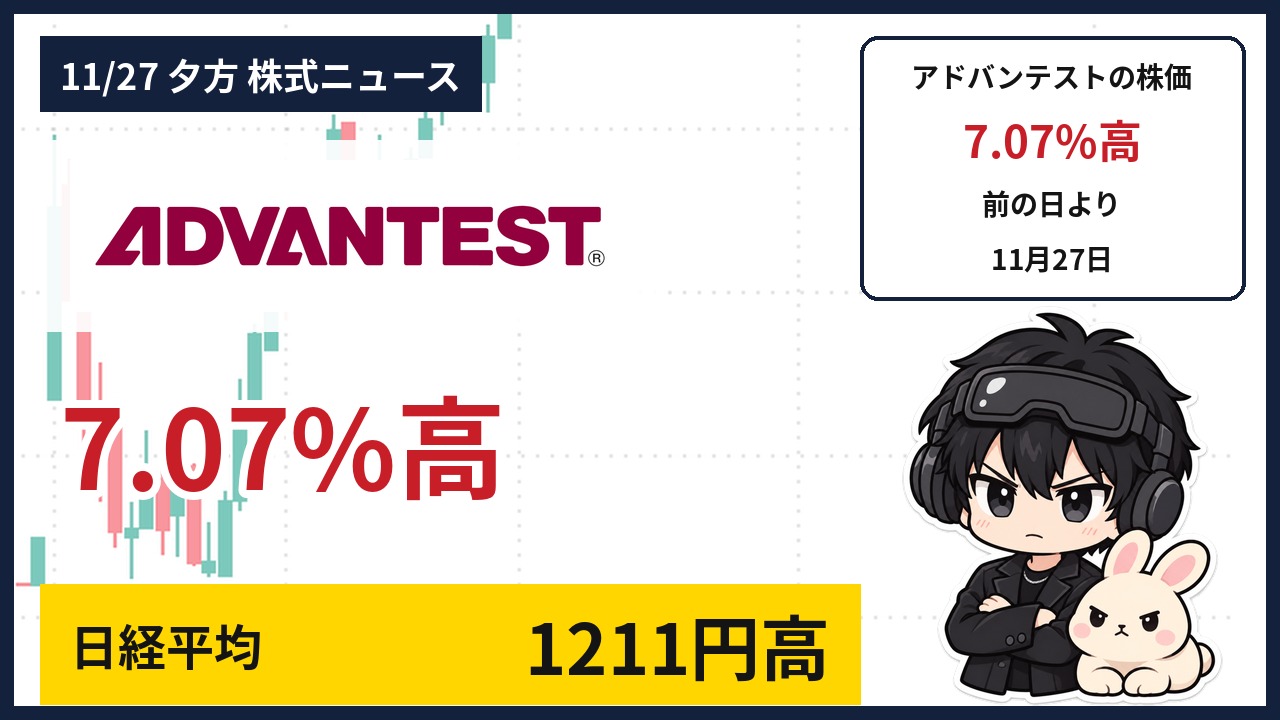 11/27 夕方 株式ニュース
ADVANTEST®
7.07%高
日経平均
1211円高
アドバンテストの株価
7.07%高
前の日より
11月27日